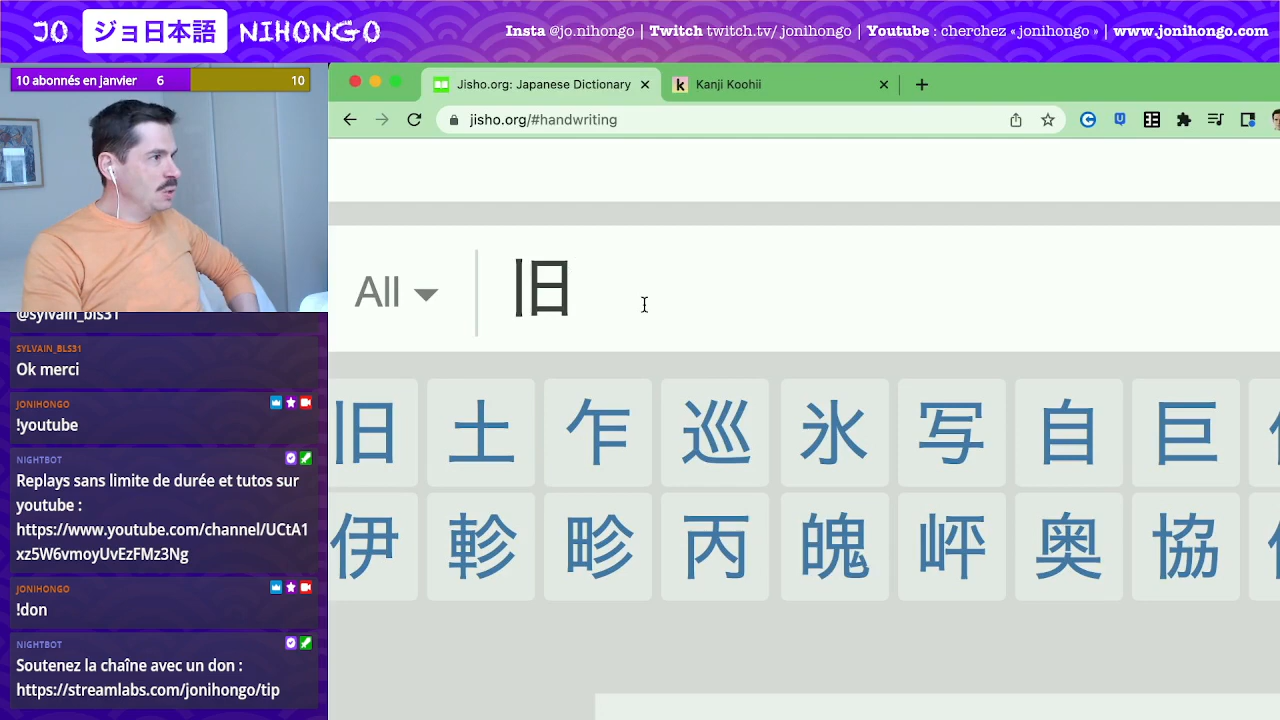 JO ジョ日本語 NIHONGO
Insta @jo.nihongo | Twitch twitch.tv/ jonihongo | Youtube : cherchez « jonihongo » | www.jonihongo.com
10 abonnés en janvier 6 10
Jisho.org: Japanese Dictionary
Kanji Koohii
jisho.org/#handwriting
All 旧
旧 土 乍 巡 氷 写 自 巨
伊 軫 畛 丙 魄 岼 奥 協
@sylvain_bls31
SYLVAIN_BLS31
Ok merci
JONIHONGO
!youtube
NIGHTBOT
Replays sans limite de durée et tutos sur
youtube :
https://www.youtube.com/channel/UCtA1
xz5W6vmoyUvEzFMz3Ng
JONIHONGO
!don
NIGHTBOT
Soutenez la chaîne avec un don :
https://streamlabs.com/jonihongo/tip